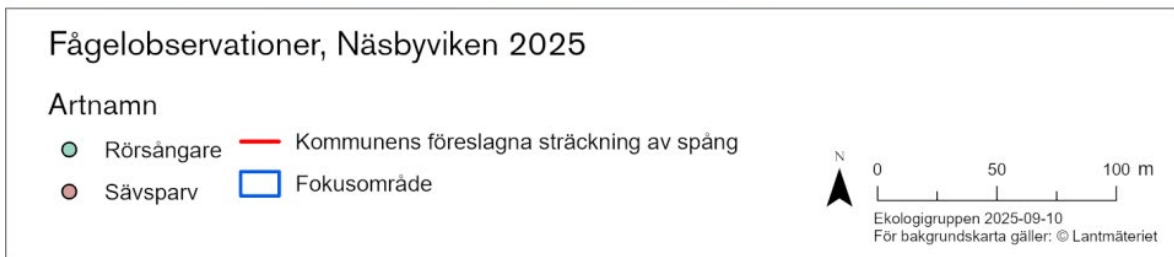 Fågelobservationer, Näsbyviken 2025
Artnamn
Rörsångare
Sävsparv
Kommunens föreslagna sträckning av spång
Fokusområde
N
0 50 100 m
Ekologigruppen 2025-09-10
För bakgrundskarta gäller: © Lantmäteriet